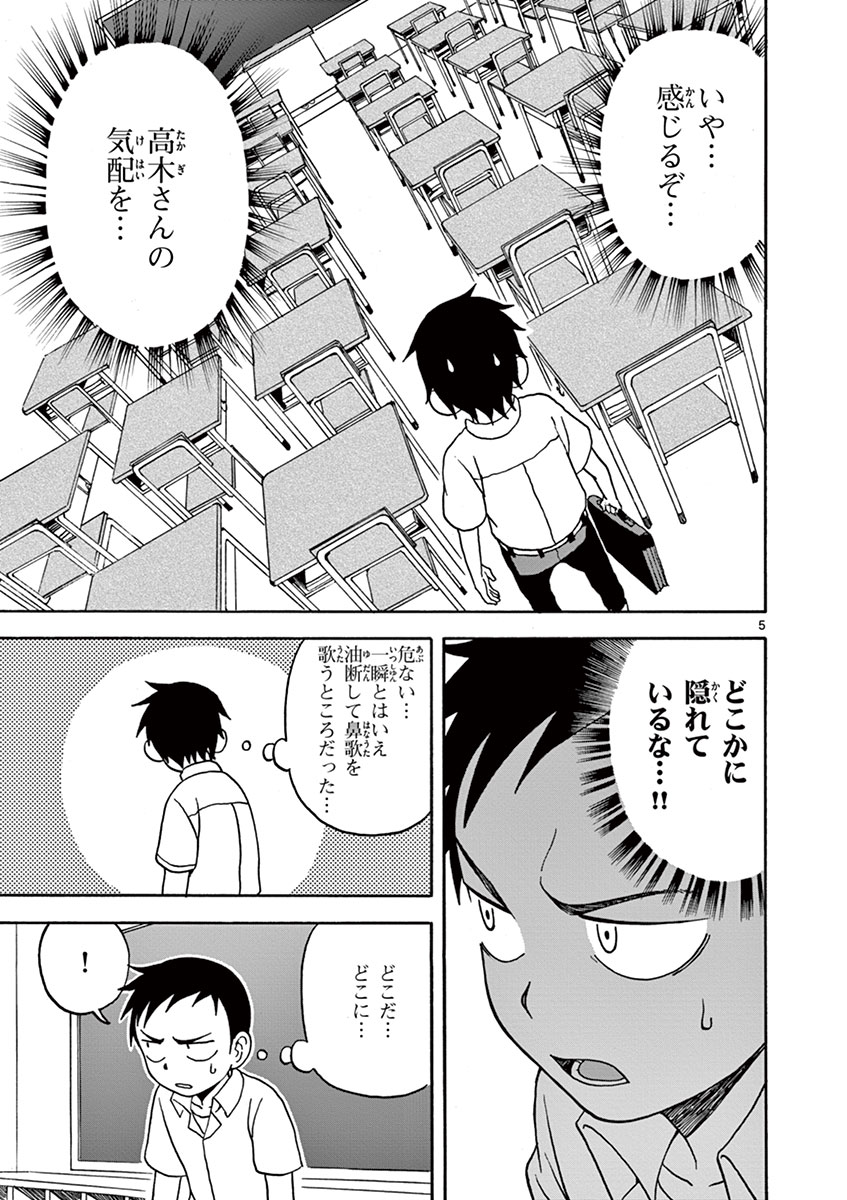 いや…
感じるぞ…
高木さんの
気配を…
5
どこかに
隠れて
いるな…!!
危ない…
一瞬とはいえ
油断して鼻歌を
歌うところだった…
どこだ…
どこに…
!